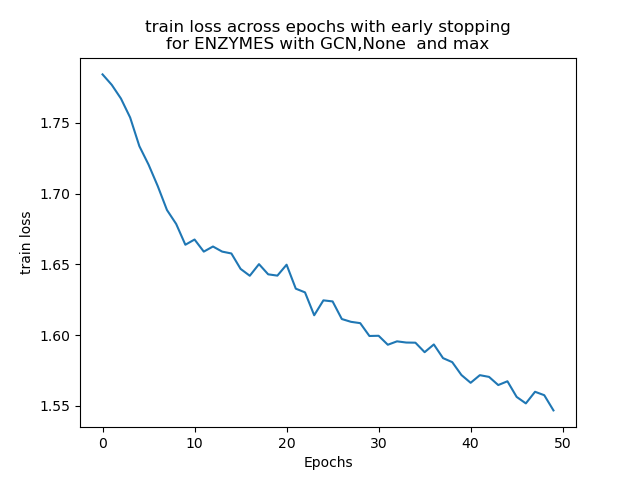 train loss across epochs with early stopping
for ENZYMES with GCN,None  and max
1.75
1.70
1.65
1.60
1.55
train loss
0 10 20 30 40 50
Epochs